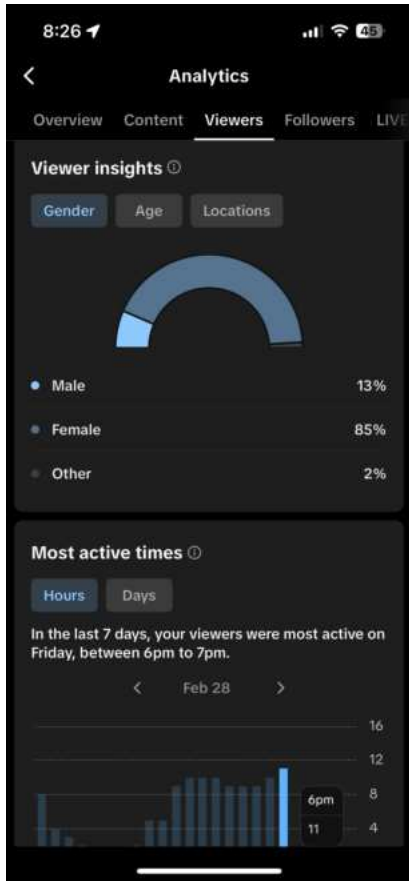 8:26
45
Analytics
Overview Content Viewers Followers LIVE
Viewer insights
Gender Age Locations
Male 13%
Female 85%
Other 2%
Most active times
Hours Days
In the last 7 days, your viewers were most active on
Friday, between 6pm to 7pm.
Feb 28
16
12
8
4
6pm
11